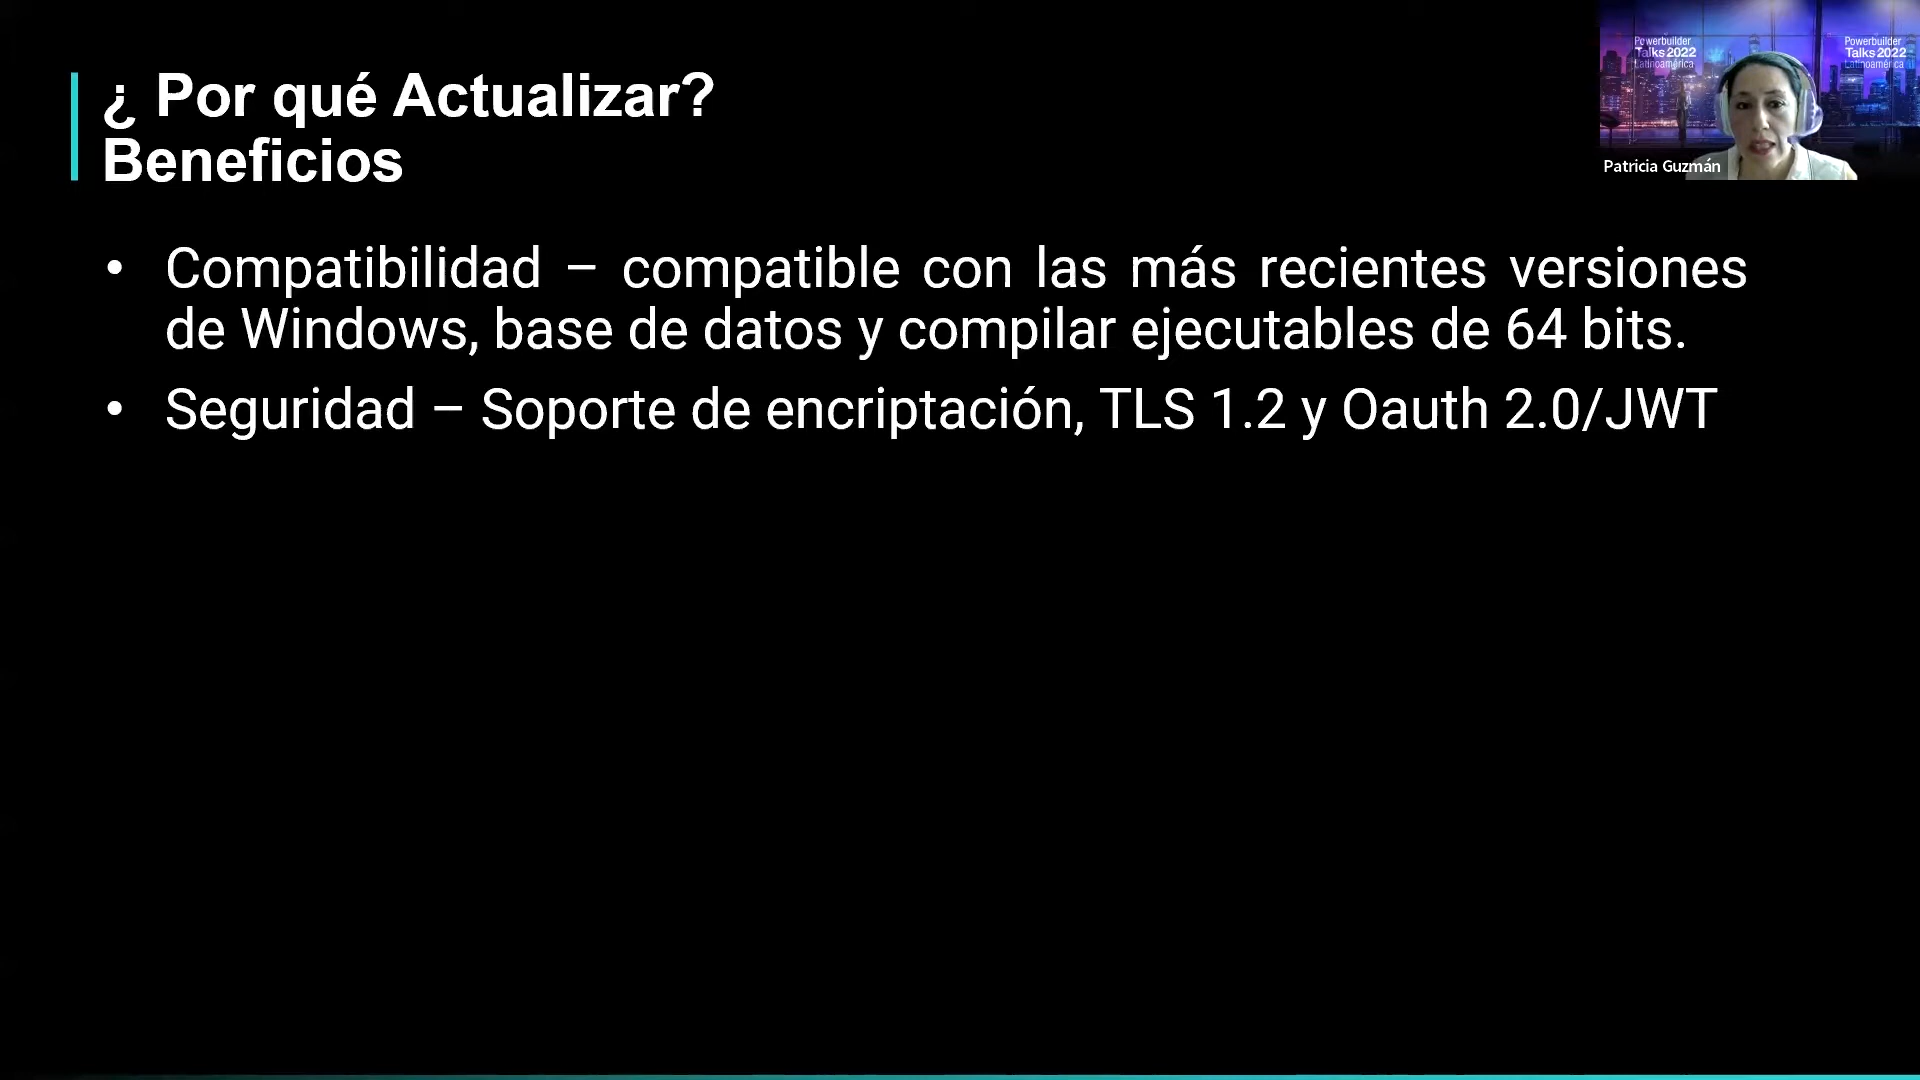 ¿ Por qué Actualizar?
Beneficios
Powerbuilder
Talks 2022
Latinoamérica
Powerbuilder
Talks 2022
Latinoamérica
Patricia Guzmán
• Compatibilidad – compatible con las más recientes versiones
de Windows, base de datos y compilar ejecutables de 64 bits.
• Seguridad – Soporte de encriptación, TLS 1.2 y Oauth 2.0/JWT